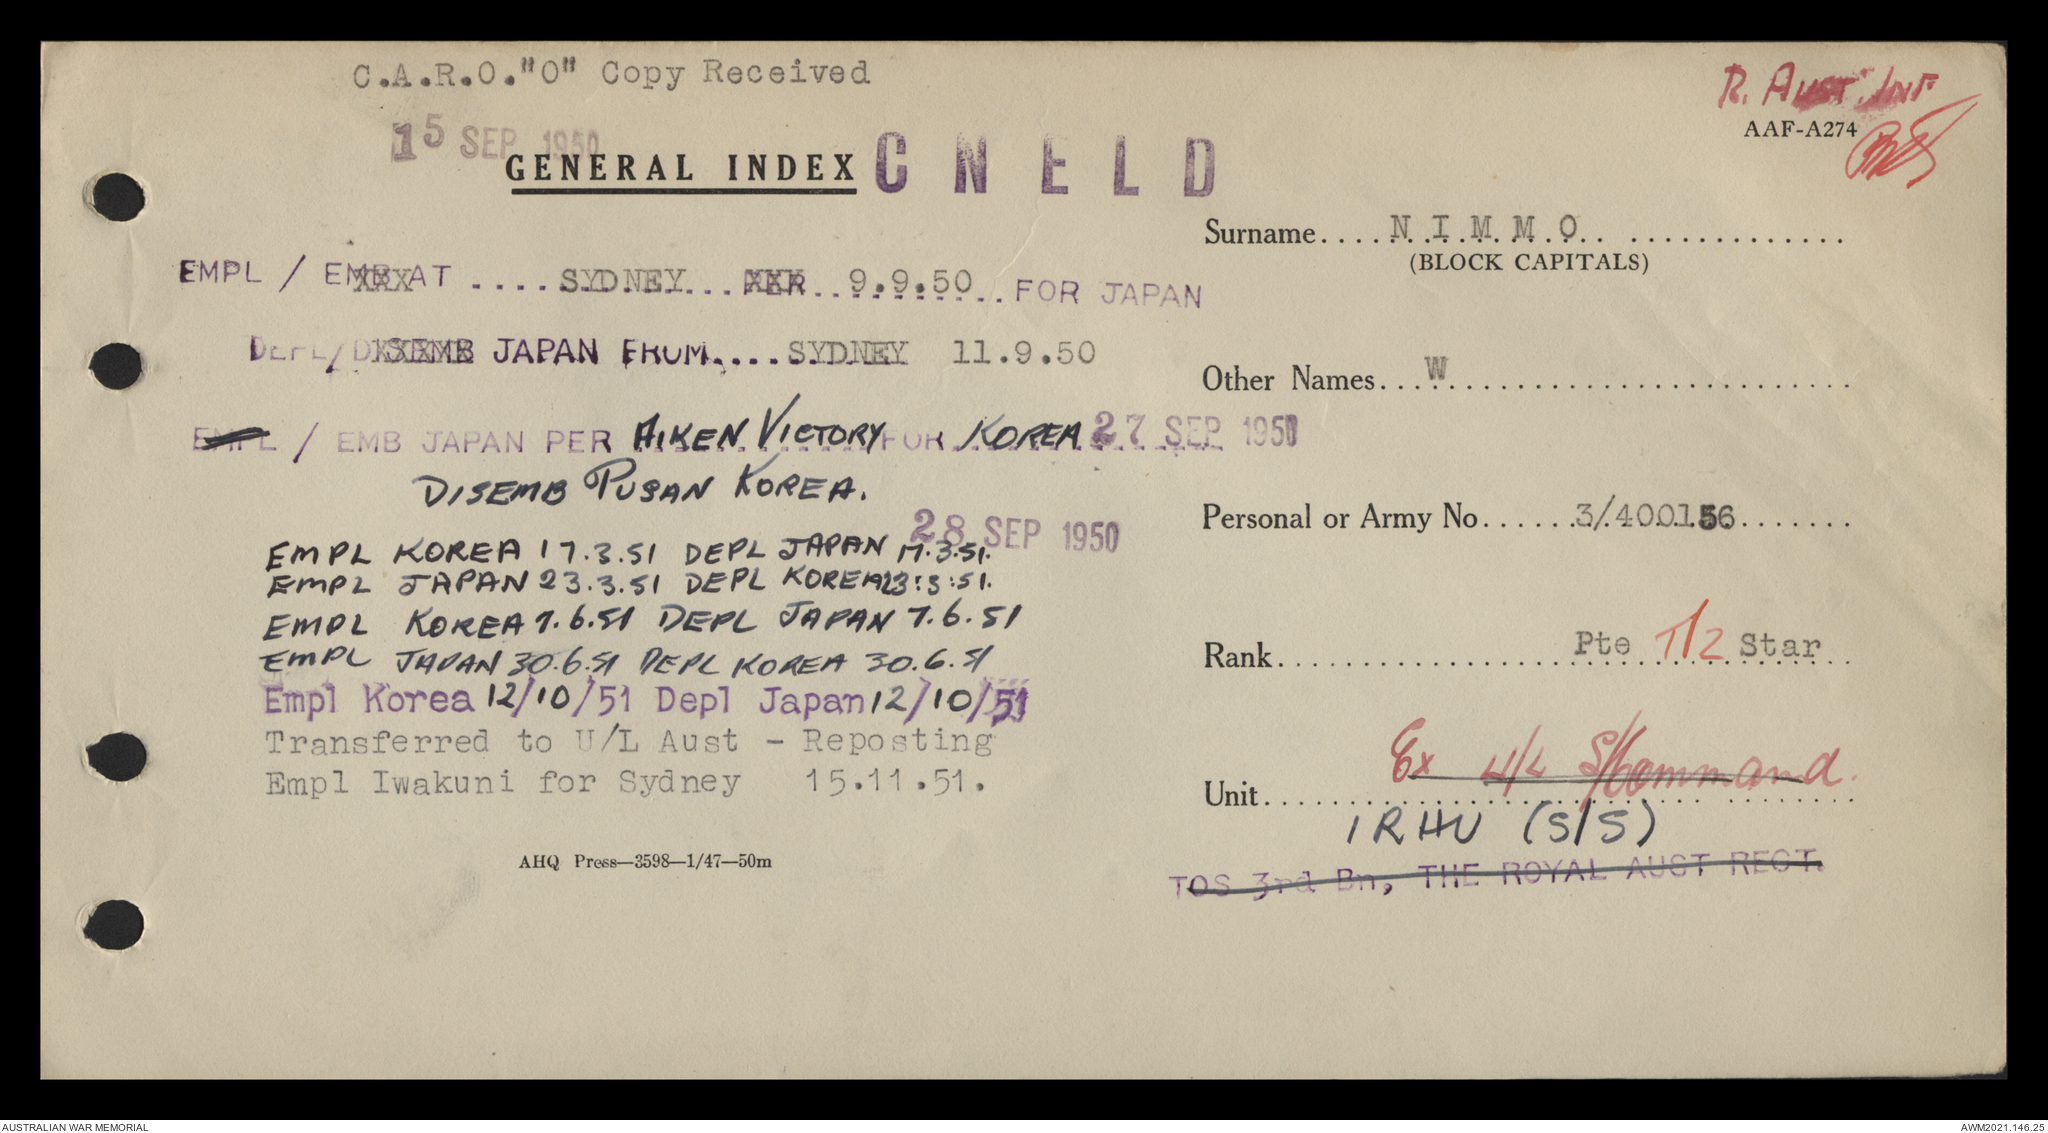 C.A.R.O."O" Copy Received
R. Aust. Inf
15 SEP 1950
AAF-A274
GENERAL INDEX CNELD
Surname....NIMMO...............
(BLOCK CAPITALS)
EMPL / EMB AT ..... SYDNEY ... PER.. 9.9.50 .. FOR JAPAN
DEPL/DISEMB JAPAN FROM.... SYDNEY 11.9.50
Other Names...W...........................
EMPL / EMB JAPAN PER AIKEN VICTORY FOR KOREA 27 SEP 1950
DISEMB PUSAN KOREA.
28 SEP 1950
Personal or Army No......3/400156.......
EMPL KOREA 17.3.51 DEPL JAPAN 17.3.51.
EMPL JAPAN 23.3.51 DEPL KOREA 23.3.51.
EMPL KOREA 7.6.51 DEPL JAPAN 7.6.51
EMPL JAPAN 30.6.51 DEPL KOREA 30.6.51
Rank......................Pte T/2 Star
Empl Korea 12/10/51 Depl Japan 12/10/51
Transferred to U/L Aust - Reposting
Empl Iwakuni for Sydney 15.11.51.
Unit............Ex S/Command.
1 RHU (S/S)
TOS 3rd Bn, THE ROYAL AUST REGT.
AHQ Press—3598—1/47—50m
AUSTRALIAN WAR MEMORIAL
AWM2021.146.25